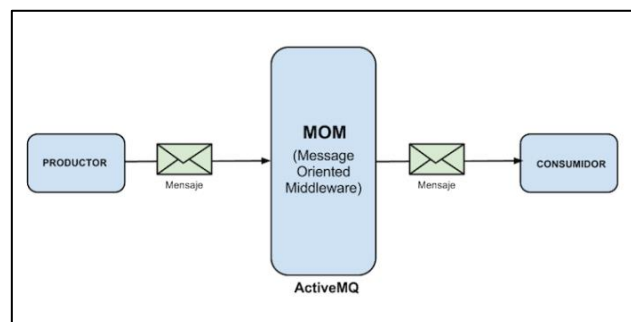 PRODUCTOR
Mensaje
MOM
(Message
Oriented
Middleware)
ActiveMQ
Mensaje
CONSUMIDOR